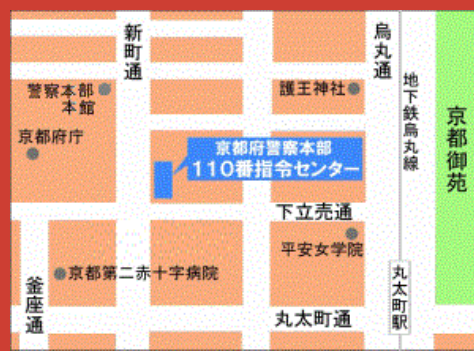 新町通
烏丸通
警察本部
本館
護王神社
地下鉄烏丸線
京都御苑
京都府庁
京都府警察本部
110番指令センター
下立売通
平安女学院
京都第二赤十字病院
釜座通
丸太町通
丸太町駅